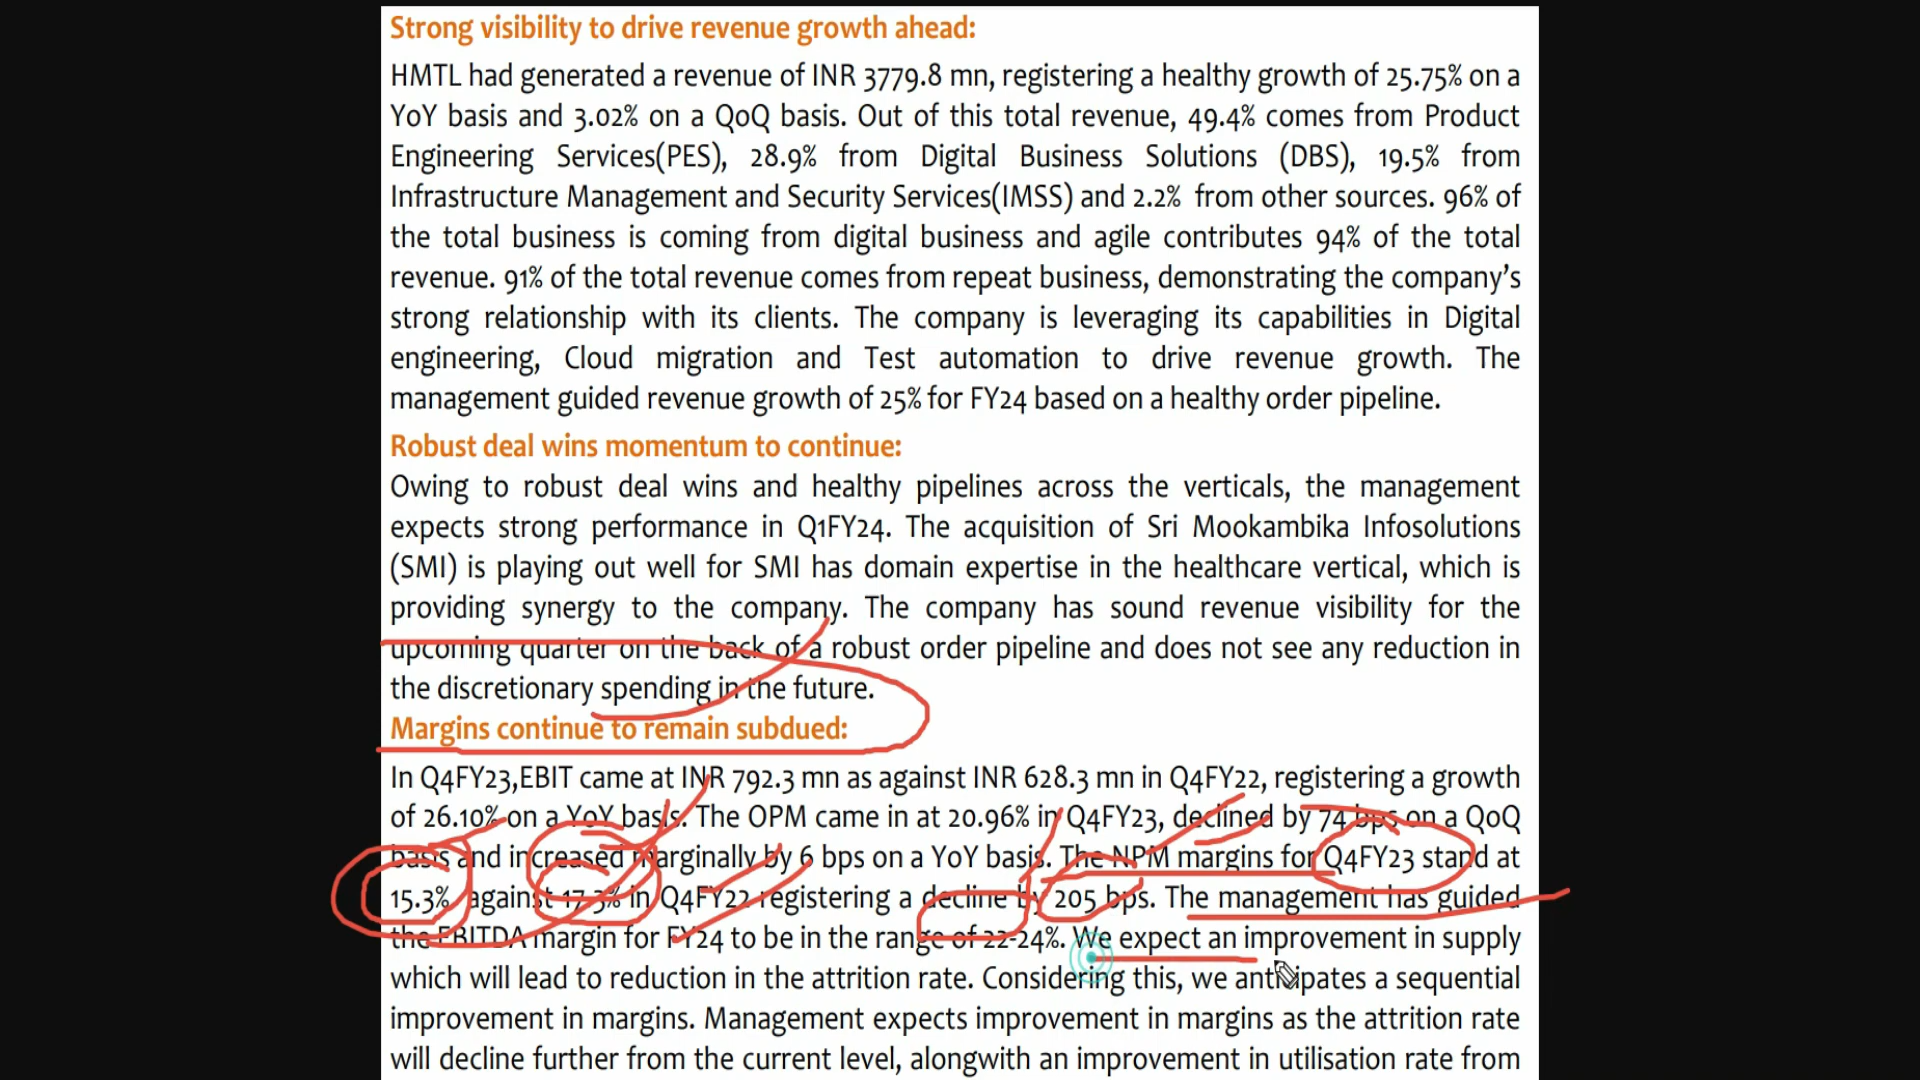 Strong visibility to drive revenue growth ahead:
HMTL had generated a revenue of INR 3779.8 mn, registering a healthy growth of 25.75% on a
YoY basis and 3.02% on a QoQ basis. Out of this total revenue, 49.4% comes from Product
Engineering Services(PES), 28.9% from Digital Business Solutions (DBS), 19.5% from
Infrastructure Management and Security Services(IMSS) and 2.2% from other sources. 96% of
the total business is coming from digital business and agile contributes 94% of the total
revenue. 91% of the total revenue comes from repeat business, demonstrating the company’s
strong relationship with its clients. The company is leveraging its capabilities in Digital
engineering, Cloud migration and Test automation to drive revenue growth. The
management guided revenue growth of 25% for FY24 based on a healthy order pipeline.
Robust deal wins momentum to continue:
Owing to robust deal wins and healthy pipelines across the verticals, the management
expects strong performance in Q1FY24. The acquisition of Sri Mookambika Infosolutions
(SMI) is playing out well for SMI has domain expertise in the healthcare vertical, which is
providing synergy to the company. The company has sound revenue visibility for the
upcoming quarter on the back of a robust order pipeline and does not see any reduction in
the discretionary spending in the future.
Margins continue to remain subdued:
In Q4FY23,EBIT came at INR 792.3 mn as against INR 628.3 mn in Q4FY22, registering a growth
of 26.10% on a YoY basis. The OPM came in at 20.96% in Q4FY23, declined by 74 bps on a QoQ
basis and increased marginally by 6 bps on a YoY basis. The NPM margins for Q4FY23 stand at
15.3% against 17.3% in Q4FY22 registering a decline by 205 bps. The management has guided
the EBITDA margin for FY24 to be in the range of 22-24%. We expect an improvement in supply
which will lead to reduction in the attrition rate. Considering this, we anticipates a sequential
improvement in margins. Management expects improvement in margins as the attrition rate
will decline further from the current level, alongwith an improvement in utilisation rate from